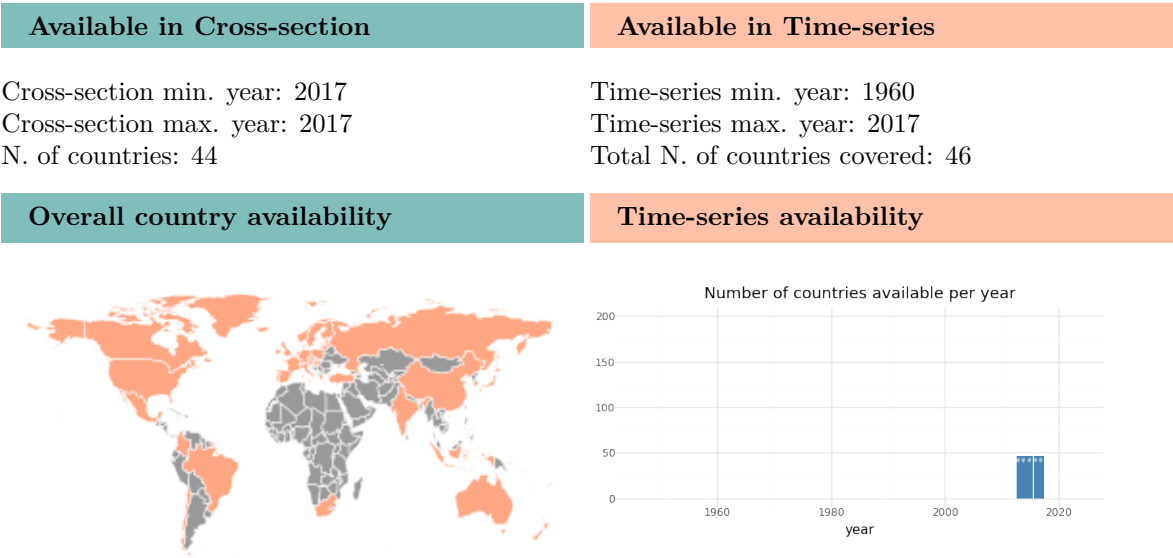 Available in Cross-section
Available in Time-series
Cross-section min. year: 2017
Cross-section max. year: 2017
N. of countries: 44
Time-series min. year: 1960
Time-series max. year: 2017
Total N. of countries covered: 46
Overall country availability
Time-series availability
Number of countries available per year
200
150
100
50
0
1960
1980
2000
2020
year